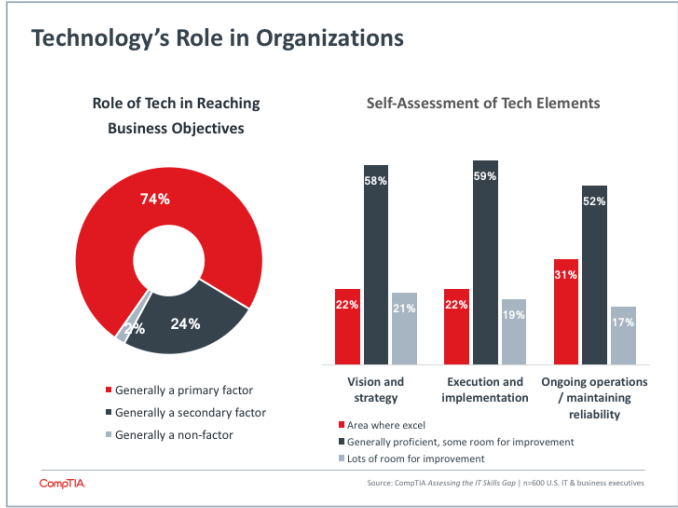 Technology's Role in Organizations
Role of Tech in Reaching
Business Objectives
74%
2%
24%
Generally a primary factor
Generally a secondary factor
Generally a non-factor
Self-Assessment of Tech Elements
22%
58%
21%
22%
59%
19%
31%
52%
17%
Vision and
strategy
Execution and
implementation
Ongoing operations
/ maintaining
reliability
Area where excel
Generally proficient, some room for improvement
Lots of room for improvement
CompTIA
Source: CompTIA Assessing the IT Skills Gap | n=600 U.S. IT & business executives